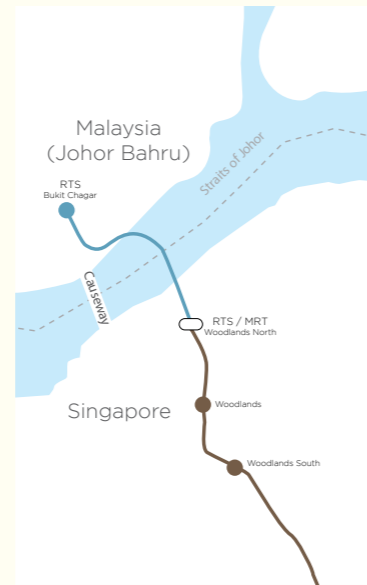 Malaysia
(Johor Bahru)
Straits of Johor
RTS
Bukit Chagar
Causeway
RTS / MRT
Woodlands North
Singapore
Woodlands
Woodlands South